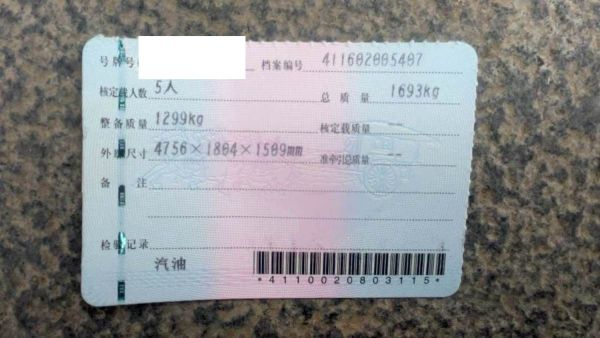 号牌号 档案编号 411602005407
核定载人数 5人 总质量 1693kg
整备质量 1299kg 核定载质量 --
外廓尺寸 4756×1804×1509mm 准牵引总质量 --
备注
检验记录
汽油
*4110020803115*